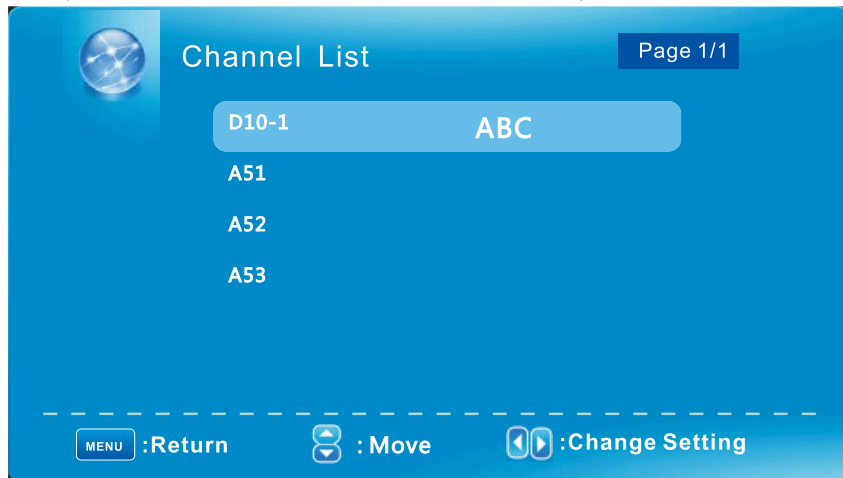 Channel List
Page 1/1
D10-1 ABC
A51
A52
A53
MENU :Return : Move :Change Setting